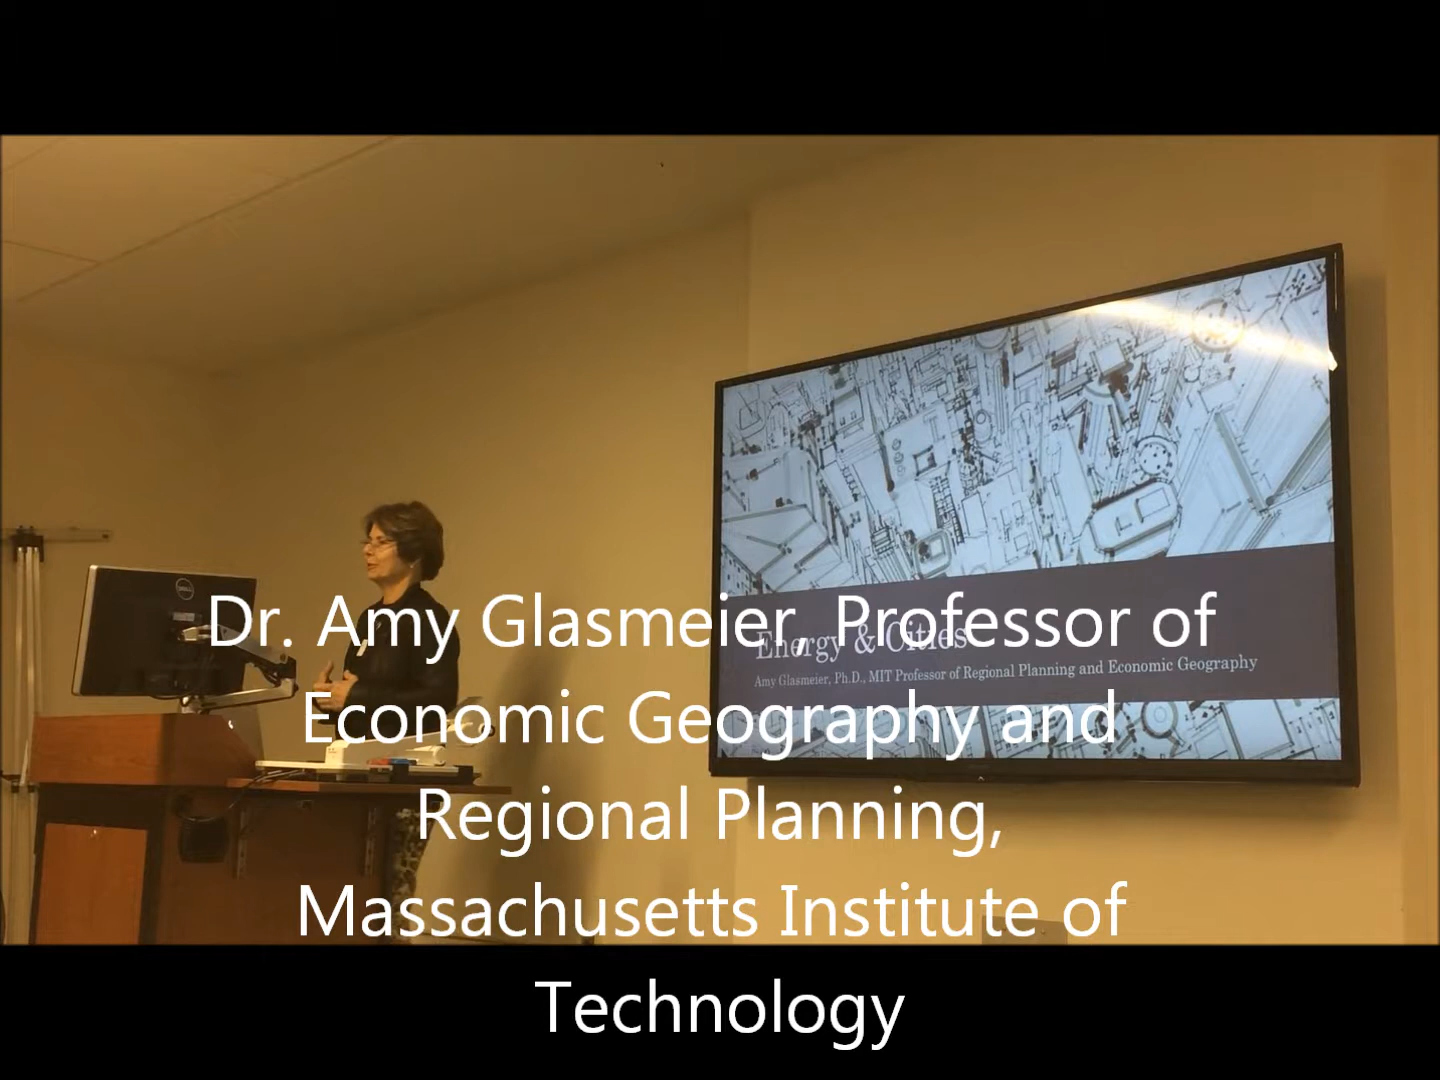 Energy & Cities
Amy Glasmeier, Ph.D., MIT Professor of Regional Planning and Economic Geography
Dr. Amy Glasmeier, Professor of
Economic Geography and
Regional Planning,
Massachusetts Institute of
Technology